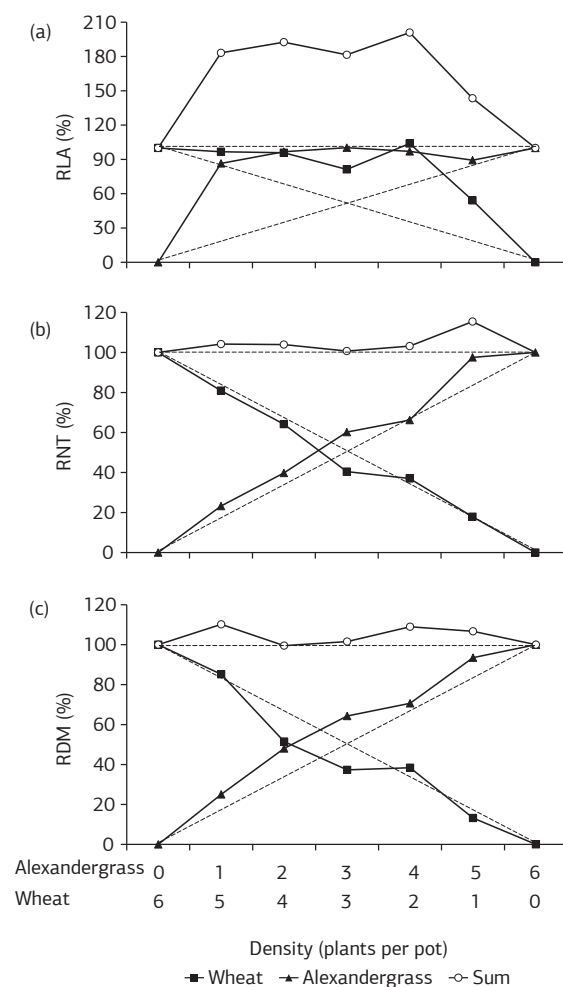 (a)
210
180
150
120
90
60
30
0
RLA (%)
(b)
120
100
80
60
40
20
0
RNT (%)
(c)
120
100
80
60
40
20
0
RDM (%)
Alexandergrass 0 1 2 3 4 5 6
Wheat 6 5 4 3 2 1 0
Density (plants per pot)
Wheat Alexandergrass Sum